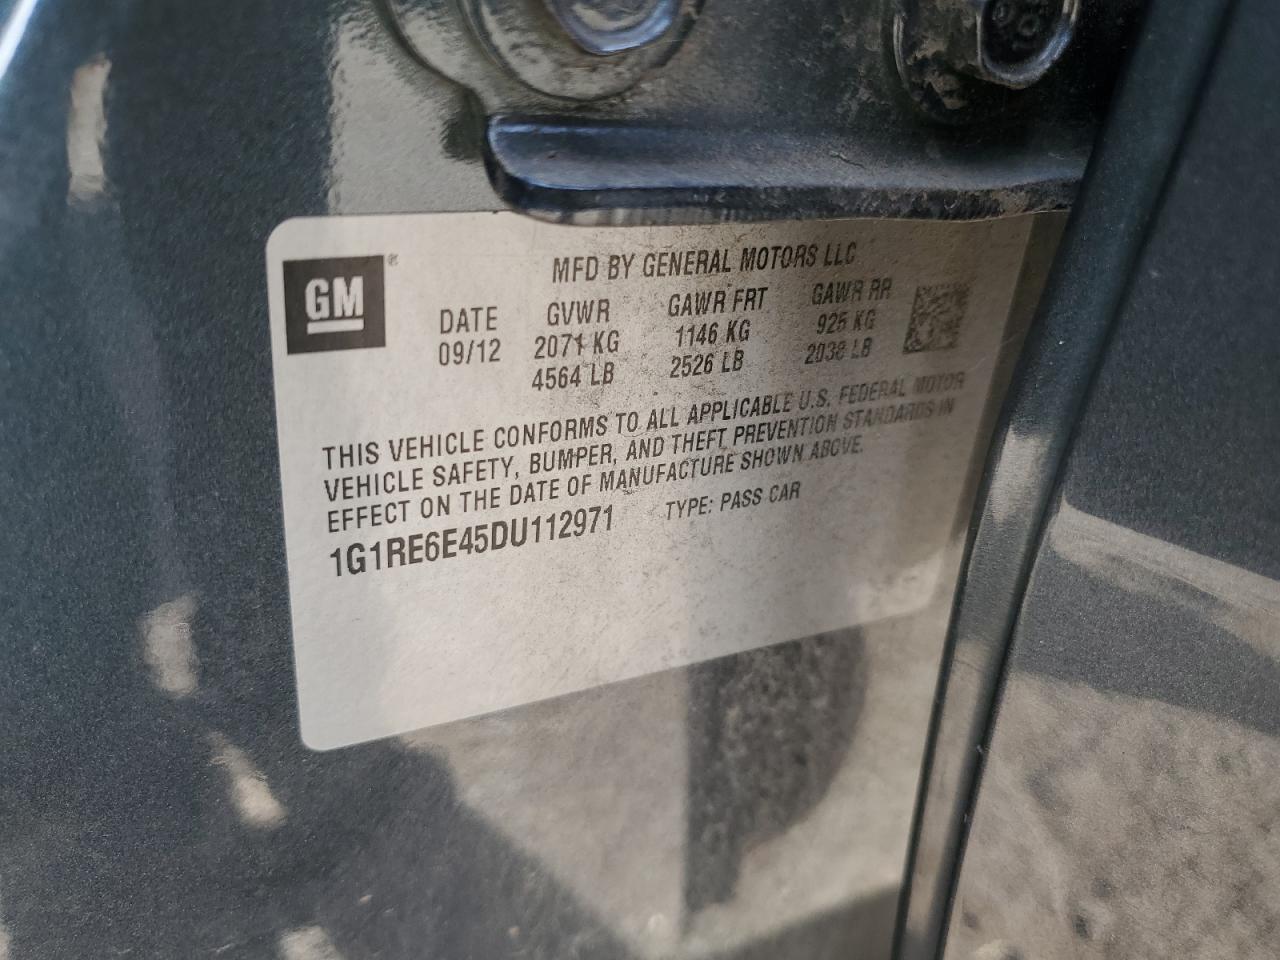 GM
MFD BY GENERAL MOTORS LLC
DATE GVWR GAWR FRT GAWR RR
09/12 2071 KG 1146 KG 925 KG
4564 LB 2526 LB 2038 LB
THIS VEHICLE CONFORMS TO ALL APPLICABLE U.S. FEDERAL MOTOR
VEHICLE SAFETY, BUMPER, AND THEFT PREVENTION STANDARDS IN
EFFECT ON THE DATE OF MANUFACTURE SHOWN ABOVE.
1G1RE6E45DU112971 TYPE: PASS CAR